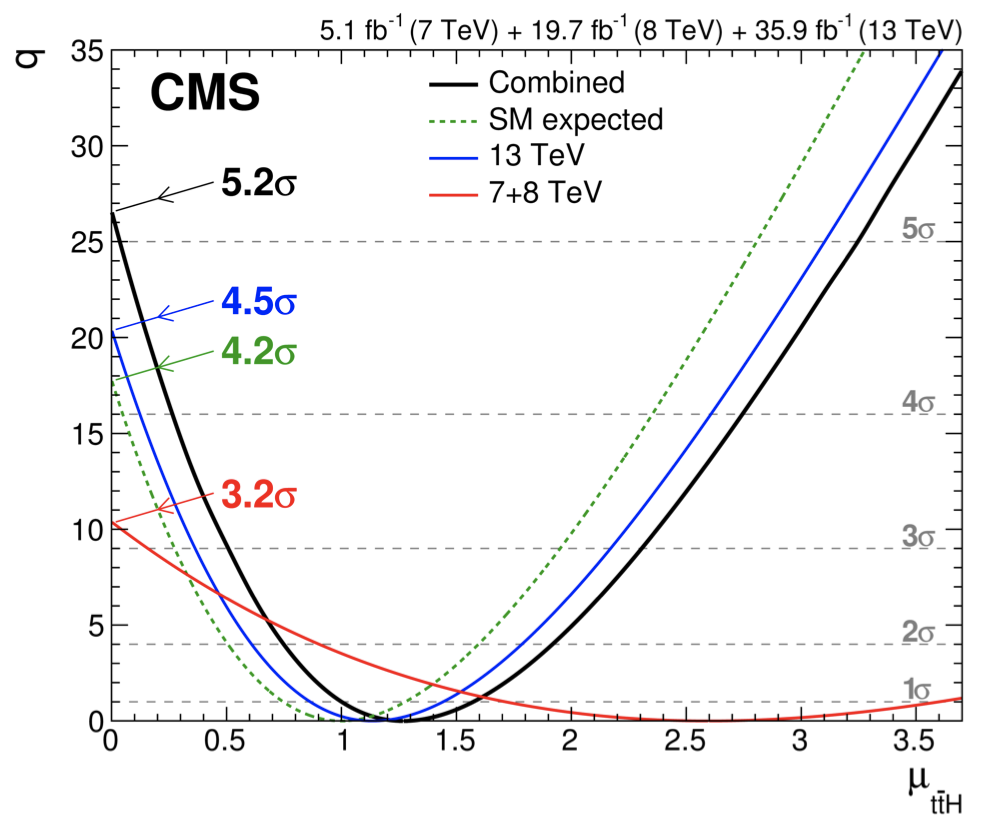 5.1 fb⁻¹ (7 TeV) + 19.7 fb⁻¹ (8 TeV) + 35.9 fb⁻¹ (13 TeV)
q
35
30
25
20
15
10
5
0
CMS
Combined
SM expected
13 TeV
7+8 TeV
5.2σ
4.5σ
4.2σ
3.2σ
5σ
4σ
3σ
2σ
1σ
0 0.5 1 1.5 2 2.5 3 3.5
μ
tt̄H